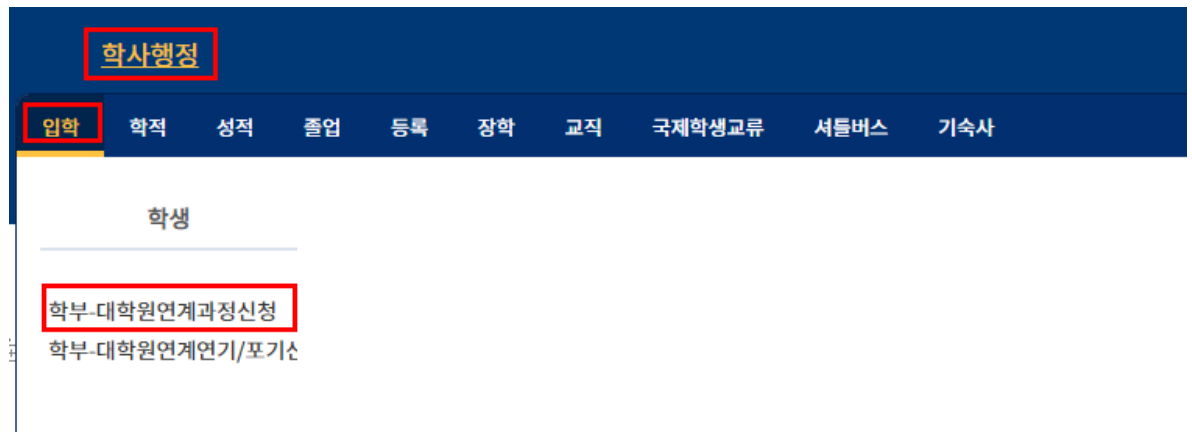 학사행정
입학 학적 성적 졸업 등록 장학 교직 국제학생교류 셔틀버스 기숙사
학생
학부-대학원연계과정신청
학부-대학원연계연기/포기